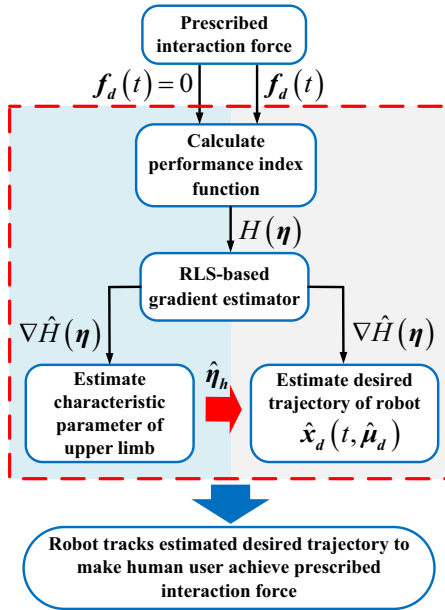 Prescribed
interaction force
𝒇_d(t)=0
𝒇_d(t)
Calculate
performance index
function
H(𝜼)
RLS-based
gradient estimator
∇Ĥ(𝜼)
∇Ĥ(𝜼)
Estimate
characteristic
parameter of
upper limb
𝜼̂_h
Estimate desired
trajectory of robot
𝒙̂_d(t, 𝝁̂_d)
Robot tracks estimated desired trajectory to
make human user achieve prescribed
interaction force